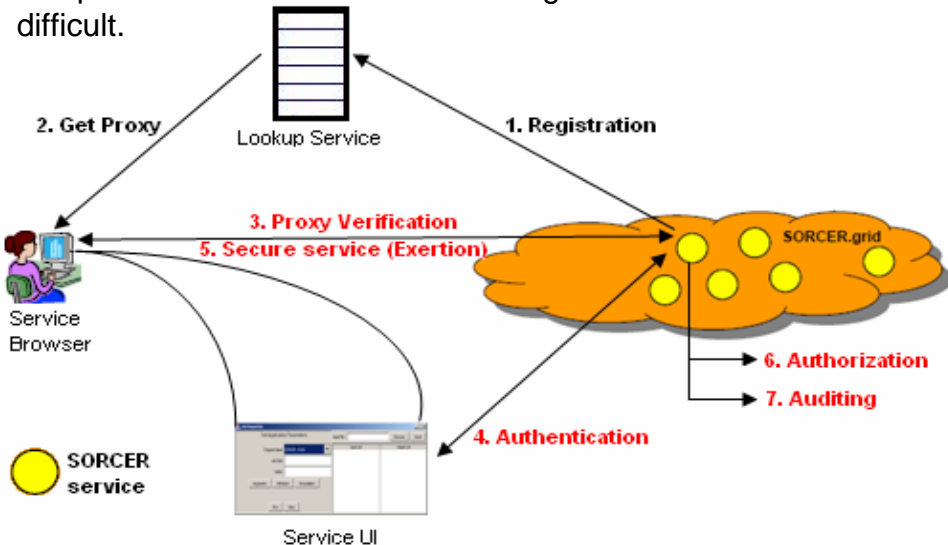 difficult.
2. Get Proxy
Lookup Service
1. Registration
3. Proxy Verification
5. Secure service (Exertion)
SORCER.grid
Service
Browser
6. Authorization
7. Auditing
4. Authentication
SORCER
service
Service UI